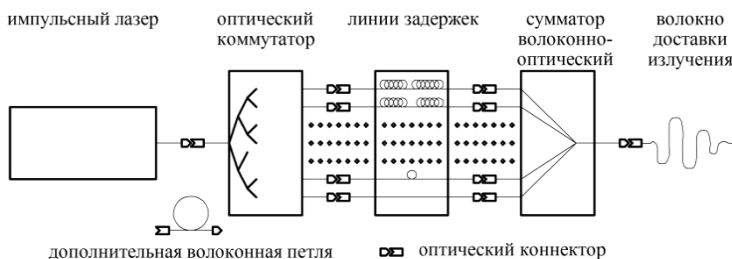 импульсный лазер
оптический
коммутатор
линии задержек
сумматор
волоконно-
оптический
волокно
доставки
излучения
дополнительная волоконная петля
оптический коннектор